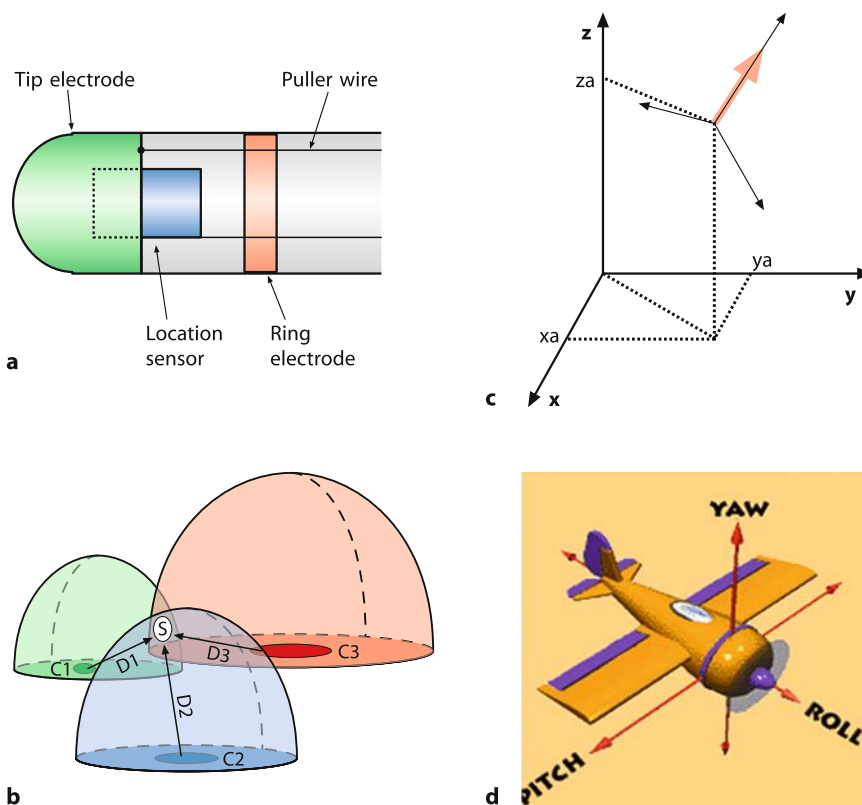 Tip electrode
Puller wire
Location
sensor
Ring
electrode
a
z
za
ya
y
xa
x
c
S
C1
D1
D3
C3
D2
C2
b
YAW
ROLL
PITCH
d